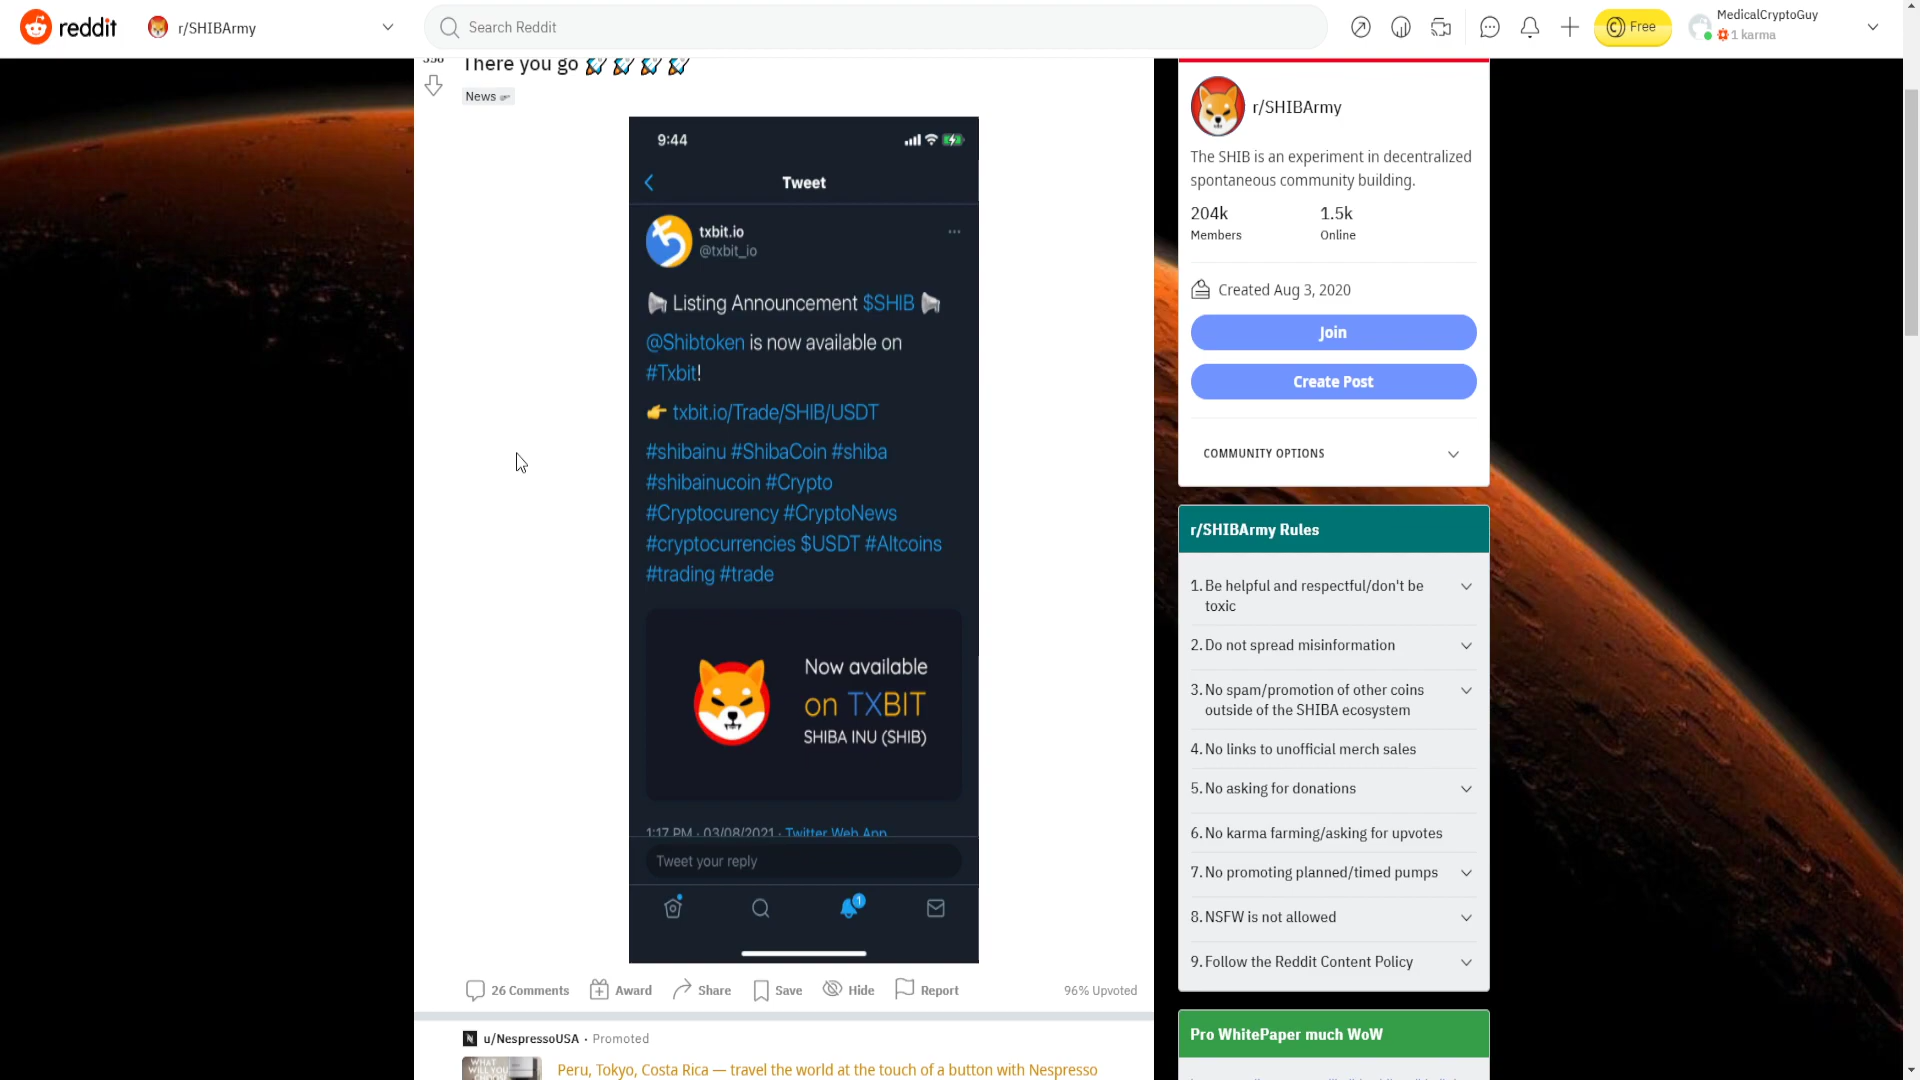 reddit
r/SHIBArmy
Search Reddit
Free
MedicalCryptoGuy
1 karma
There you go 🚀 🚀 🚀 🚀
News
9:44
Tweet
txbit.io
@txbit_io
📢 Listing Announcement $SHIB 📢
@Shibtoken is now available on
#Txbit!
👉 txbit.io/Trade/SHIB/USDT
#shibainu #ShibaCoin #shiba
#shibainucoin #Crypto
#Cryptocurency #CryptoNews
#cryptocurrencies $USDT #Altcoins
#trading #trade
Now available
on TXBIT
SHIBA INU (SHIB)
1:17 PM · 03/08/2021 · Twitter Web App
Tweet your reply
1
26 Comments
Award
Share
Save
Hide
Report
96% Upvoted
u/NespressoUSA · Promoted
WHAT
WILL YOU
Peru, Tokyo, Costa Rica — travel the world at the touch of a button with Nespresso
r/SHIBArmy
The SHIB is an experiment in decentralized
spontaneous community building.
204k 1.5k
Members Online
Created Aug 3, 2020
Join
Create Post
COMMUNITY OPTIONS
r/SHIBArmy Rules
1. Be helpful and respectful/don't be
toxic
2. Do not spread misinformation
3. No spam/promotion of other coins
outside of the SHIBA ecosystem
4. No links to unofficial merch sales
5. No asking for donations
6. No karma farming/asking for upvotes
7. No promoting planned/timed pumps
8. NSFW is not allowed
9. Follow the Reddit Content Policy
Pro WhitePaper much WoW